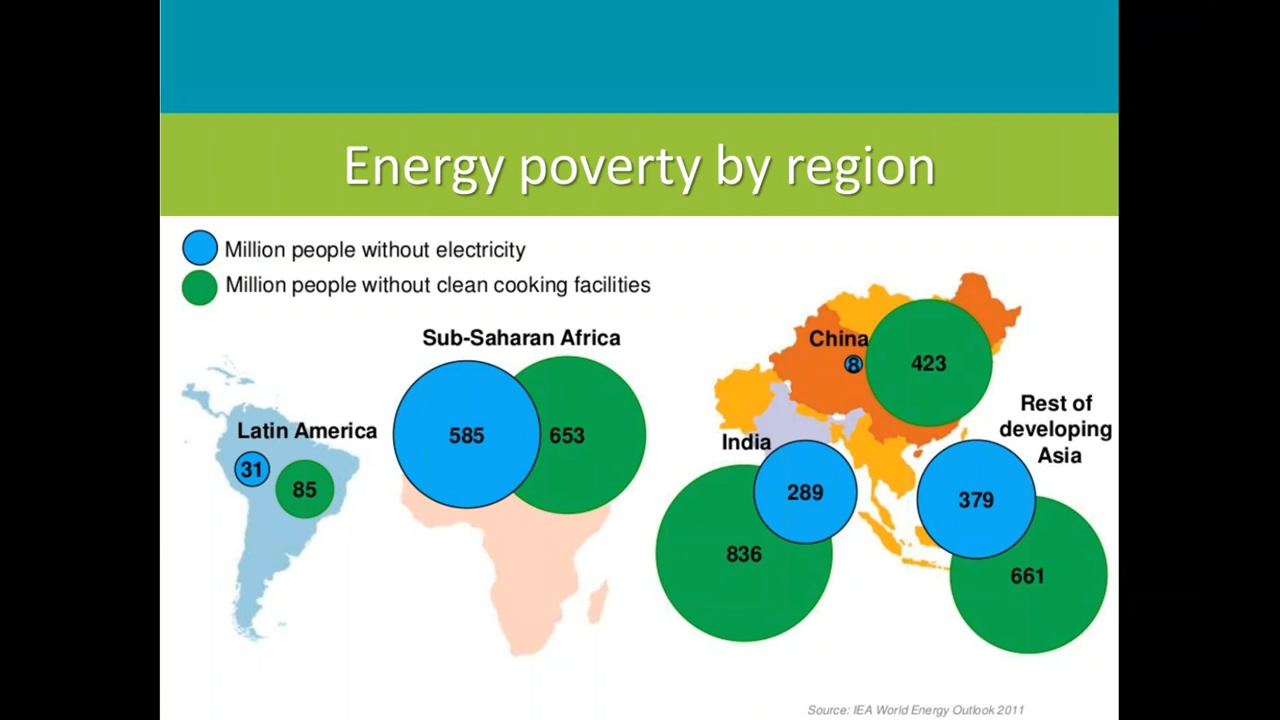 Energy poverty by region
Million people without electricity
Million people without clean cooking facilities
Sub-Saharan Africa
585
653
Latin America
31
85
China
8
423
India
289
836
Rest of
developing
Asia
379
661
Source: IEA World Energy Outlook 2011